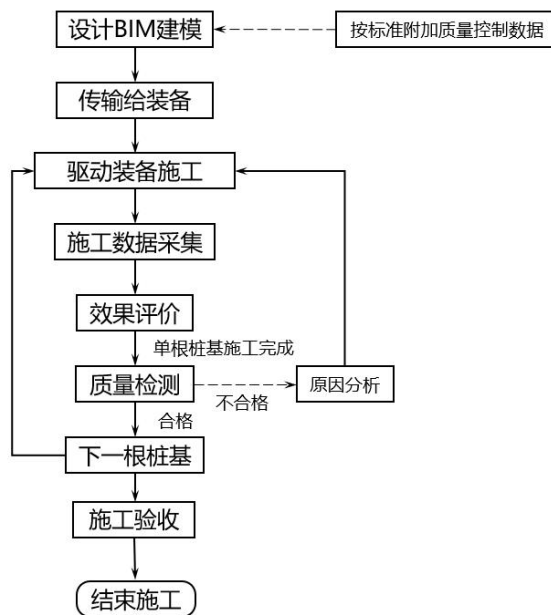 设计BIM建模
按标准附加质量控制数据
传输给装备
驱动装备施工
施工数据采集
效果评价
单根桩基施工完成
质量检测
不合格
原因分析
合格
下一根桩基
施工验收
结束施工